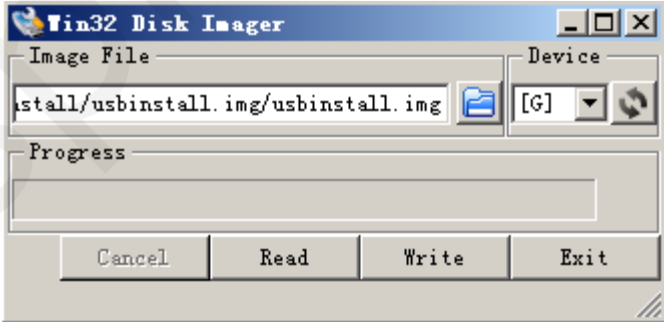 Win32 Disk Imager
Image File
Device
stall/usbinstall.img/usbinstall.img
[G]
Progress
Cancel
Read
Write
Exit